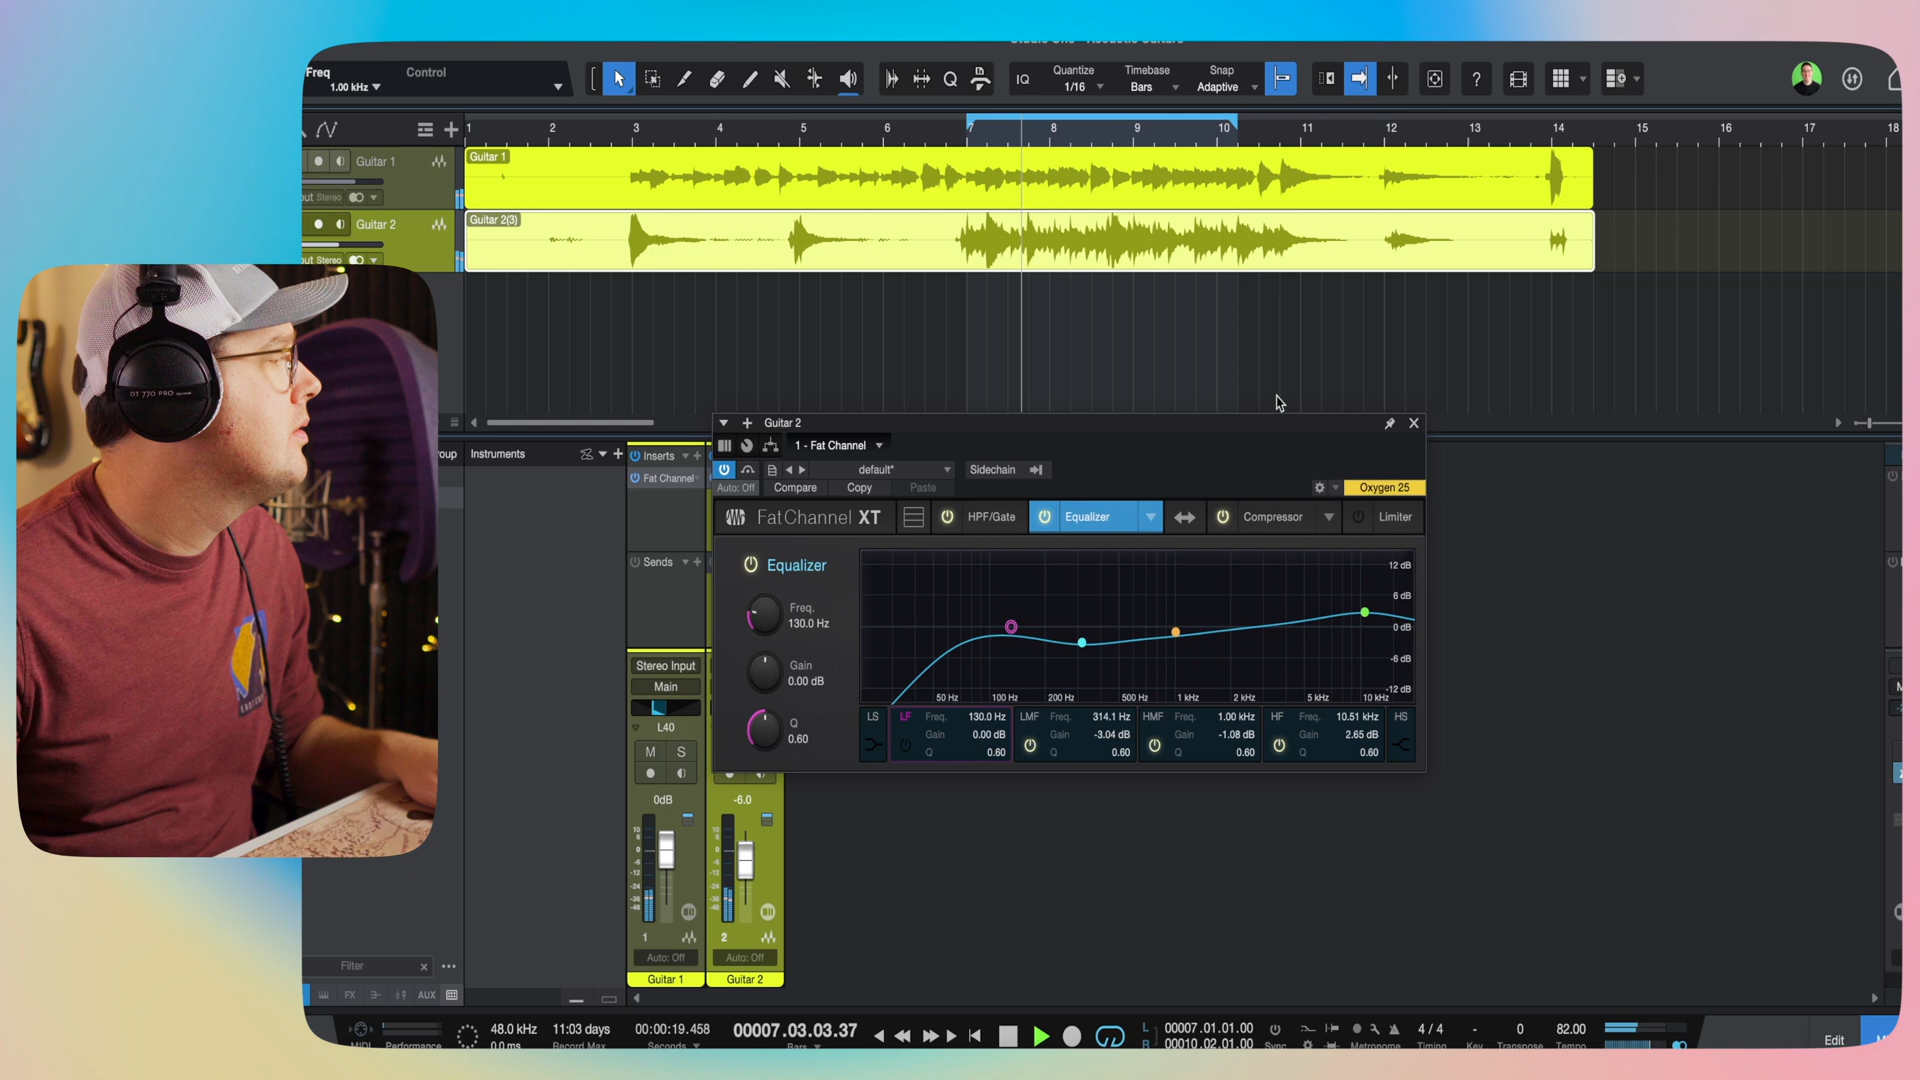 Freq
Control
1.00 kHz
IQ
Quantize
1/16
Timebase
Bars
Snap
Adaptive
?
1 2 3 4 5 6 7 8 9 10 11 12 13 14 15 16 17 18
Guitar 1
Guitar 1
Stereo
Guitar 2
Guitar 2(3)
Stereo
DT 770 PRO
Instruments
Inserts
Fat Channel
Sends
Stereo Input
Main
L40
M S
0dB
-6.0
1
2
Auto: Off
Auto: Off
Guitar 1
Guitar 2
Guitar 2
1 - Fat Channel
default*
Sidechain
Auto: Off
Compare
Copy
Paste
Oxygen 25
FatChannel XT
HPF/Gate
Equalizer
Compressor
Limiter
Equalizer
Freq.
130.0 Hz
Gain
0.00 dB
Q
0.60
12 dB
6 dB
0 dB
-6 dB
-12 dB
50 Hz 100 Hz 200 Hz 500 Hz 1 kHz 2 kHz 5 kHz 10 kHz
LS
LF Freq. 130.0 Hz
Gain 0.00 dB
Q 0.60
LMF Freq. 314.1 Hz
Gain -3.04 dB
Q 0.60
HMF Freq. 1.00 kHz
Gain -1.08 dB
Q 0.60
HF Freq. 10.51 kHz
Gain 2.65 dB
Q 0.60
HS
Filter
FX
AUX
MIDI
Performance
48.0 kHz
0.0 ms
11:03 days
Record Max
00:00:19.458
Seconds
00007.03.03.37
Bars
L 00007.01.01.00
R 00010.02.01.00
Sync
Metronome
4 / 4
Timing
-
Key
0
Transpose
82.00
Tempo
Edit